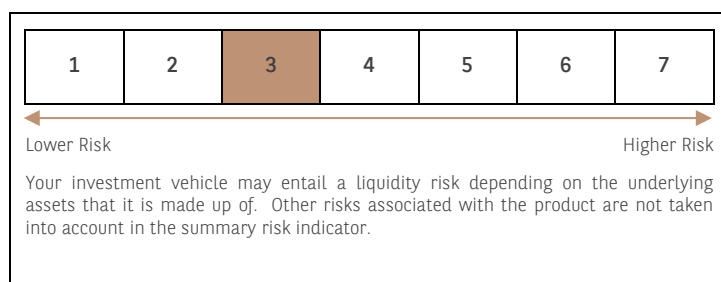 1 2 3 4 5 6 7
Lower Risk Higher Risk
Your investment vehicle may entail a liquidity risk depending on the underlying
assets that it is made up of. Other risks associated with the product are not taken
into account in the summary risk indicator.